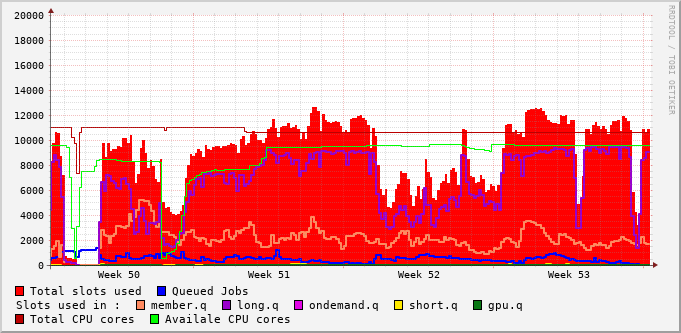 20000
18000
16000
14000
12000
10000
8000
6000
4000
2000
0
Week 50 Week 51 Week 52 Week 53
Total slots used Queued Jobs
Slots used in : member.q long.q ondemand.q short.q gpu.q
Total CPU cores Availale CPU cores
RRDTOOL / TOBI OETIKER